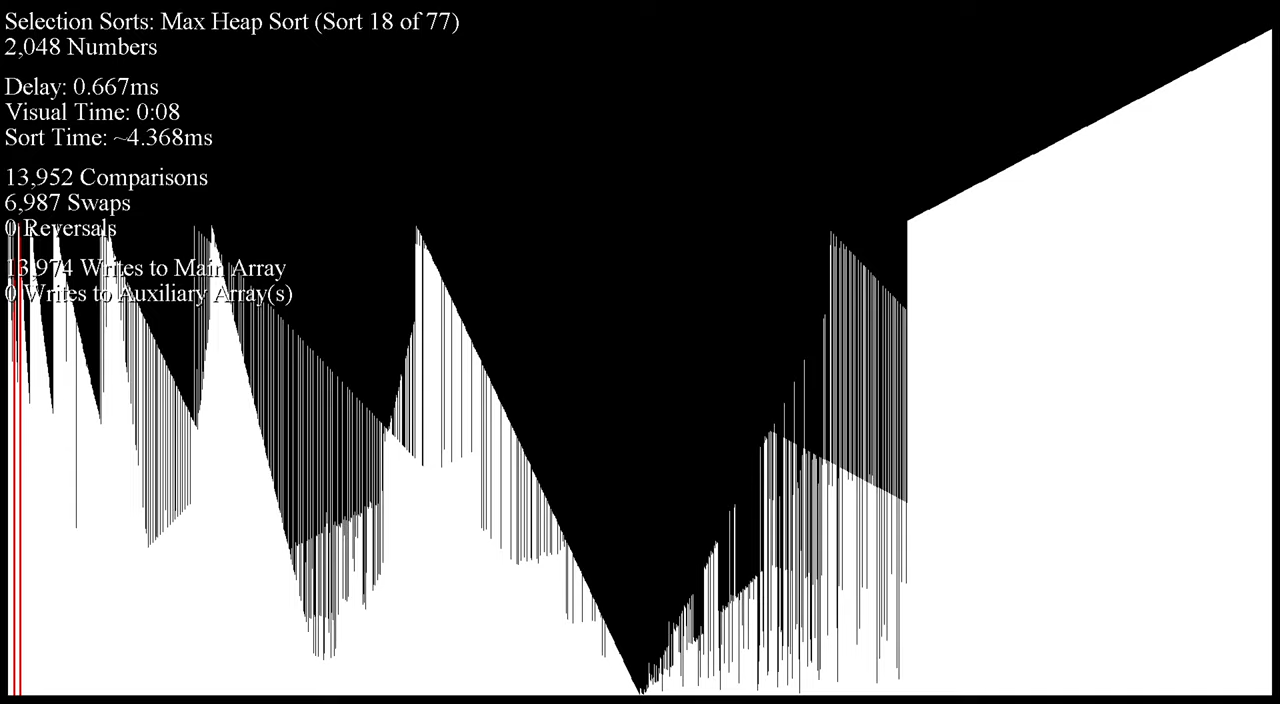 Selection Sorts: Max Heap Sort (Sort 18 of 77)
2,048 Numbers
Delay: 0.667ms
Visual Time: 0:08
Sort Time: ~4.368ms
13,952 Comparisons
6,987 Swaps
0 Reversals
13,974 Writes to Main Array
0 Writes to Auxiliary Array(s)